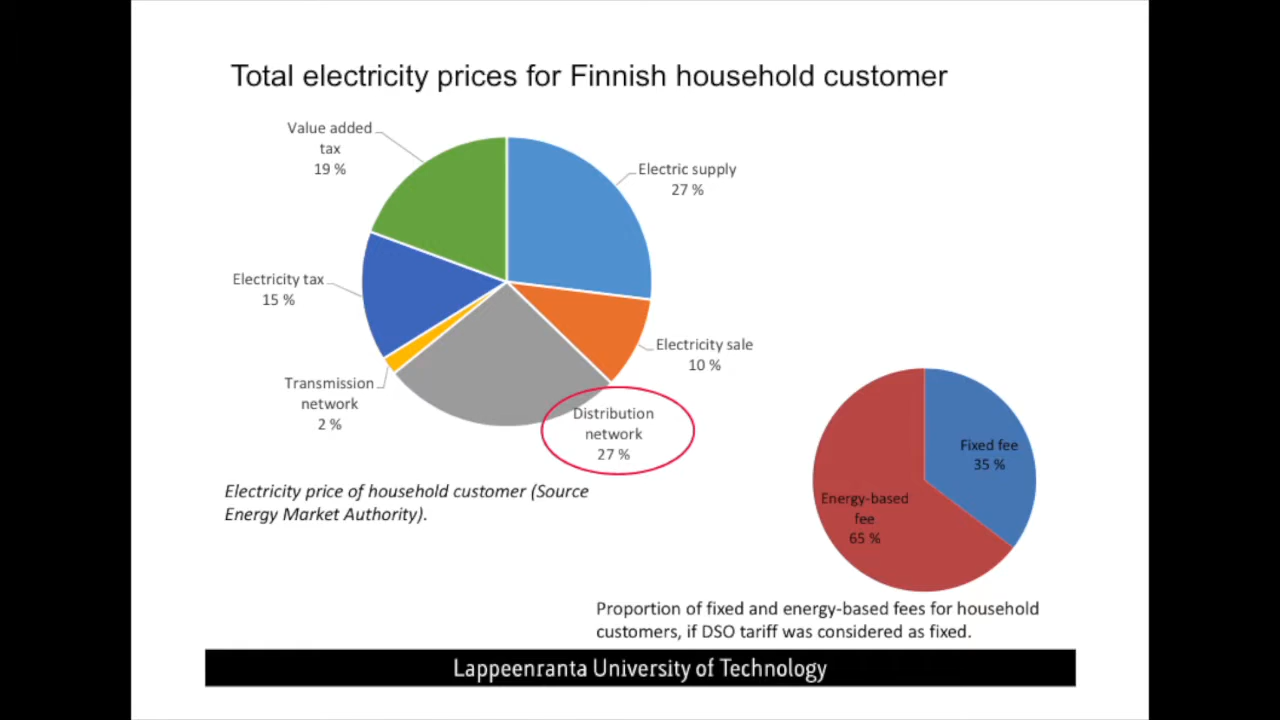 Total electricity prices for Finnish household customer
Value added
tax
19 %
Electric supply
27 %
Electricity tax
15 %
Electricity sale
10 %
Transmission
network
2 %
Distribution
network
27 %
Electricity price of household customer (Source
Energy Market Authority).
Fixed fee
35 %
Energy-based
fee
65 %
Proportion of fixed and energy-based fees for household
customers, if DSO tariff was considered as fixed.
Lappeenranta University of Technology